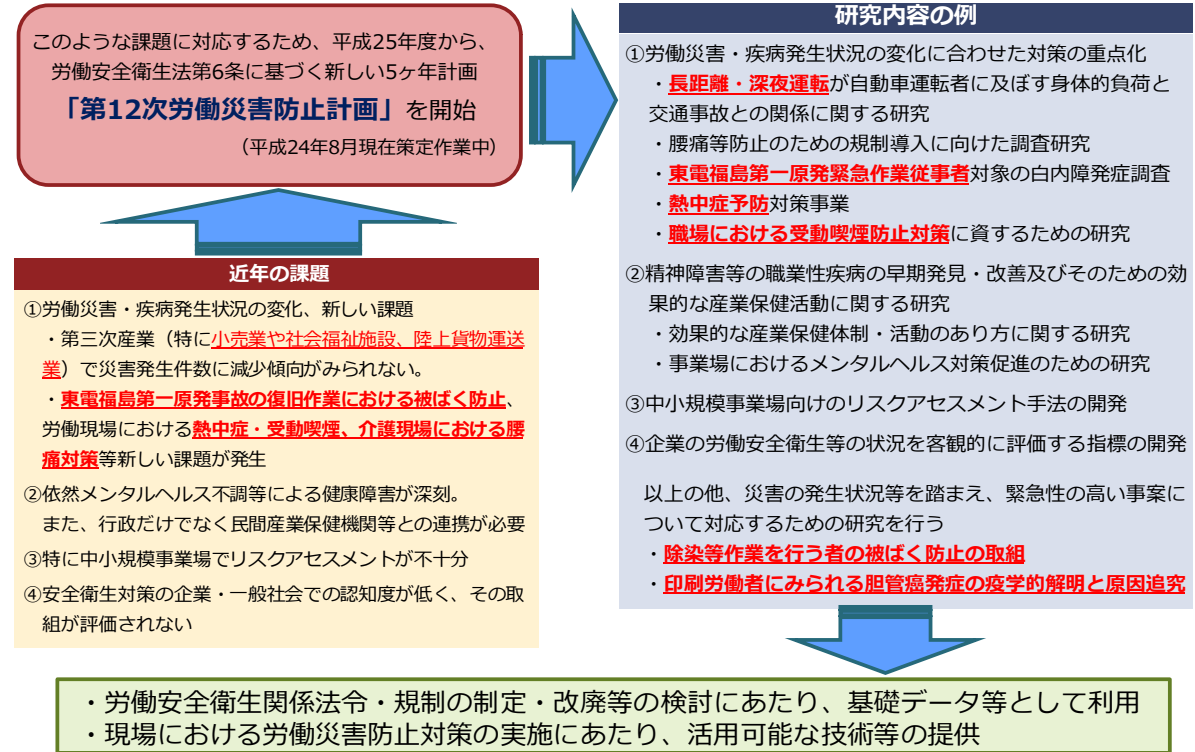 このような課題に対応するため、平成25年度から、
労働安全衛生法第6条に基づく新しい5ヶ年計画
「第12次労働災害防止計画」を開始
（平成24年8月現在策定作業中）
近年の課題
①労働災害・疾病発生状況の変化、新しい課題
・第三次産業（特に小売業や社会福祉施設、陸上貨物運送
業）で災害発生件数に減少傾向がみられない。
・東電福島第一原発事故の復旧作業における被ばく防止、
労働現場における熱中症・受動喫煙、介護現場における腰
痛対策等新しい課題が発生
②依然メンタルヘルス不調等による健康障害が深刻。
また、行政だけでなく民間産業保健機関等との連携が必要
③特に中小規模事業場でリスクアセスメントが不十分
④安全衛生対策の企業・一般社会での認知度が低く、その取
組が評価されない
研究内容の例
①労働災害・疾病発生状況の変化に合わせた対策の重点化
・長距離・深夜運転が自動車運転者に及ぼす身体的負荷と
交通事故との関係に関する研究
・腰痛等防止のための規制導入に向けた調査研究
・東電福島第一原発緊急作業従事者対象の白内障発症調査
・熱中症予防対策事業
・職場における受動喫煙防止対策に資するための研究
②精神障害等の職業性疾病の早期発見・改善及びそのための効
果的な産業保健活動に関する研究
・効果的な産業保健体制・活動のあり方に関する研究
・事業場におけるメンタルヘルス対策促進のための研究
③中小規模事業場向けのリスクアセスメント手法の開発
④企業の労働安全衛生等の状況を客観的に評価する指標の開発
以上の他、災害の発生状況等を踏まえ、緊急性の高い事案に
ついて対応するための研究を行う
・除染等作業を行う者の被ばく防止の取組
・印刷労働者にみられる胆管癌発症の疫学的解明と原因追究
・労働安全衛生関係法令・規制の制定・改廃等の検討にあたり、基礎データ等として利用
・現場における労働災害防止対策の実施にあたり、活用可能な技術等の提供